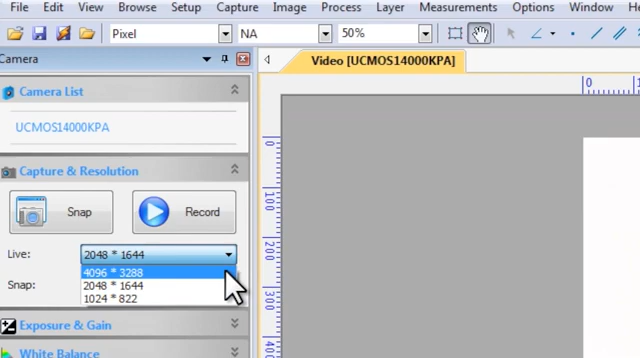 File Edit View Browse Setup Capture Image Process Layer Measurements Options Window
Pixel NA 50%
Camera
Video [UCMOS14000KPA]
Camera List
UCMOS14000KPA
Capture & Resolution
Snap Record
Live: 2048 * 1644
4096 * 3288
Snap: 2048 * 1644
1024 * 822
Exposure & Gain
White Balance
0
0
100
200
300